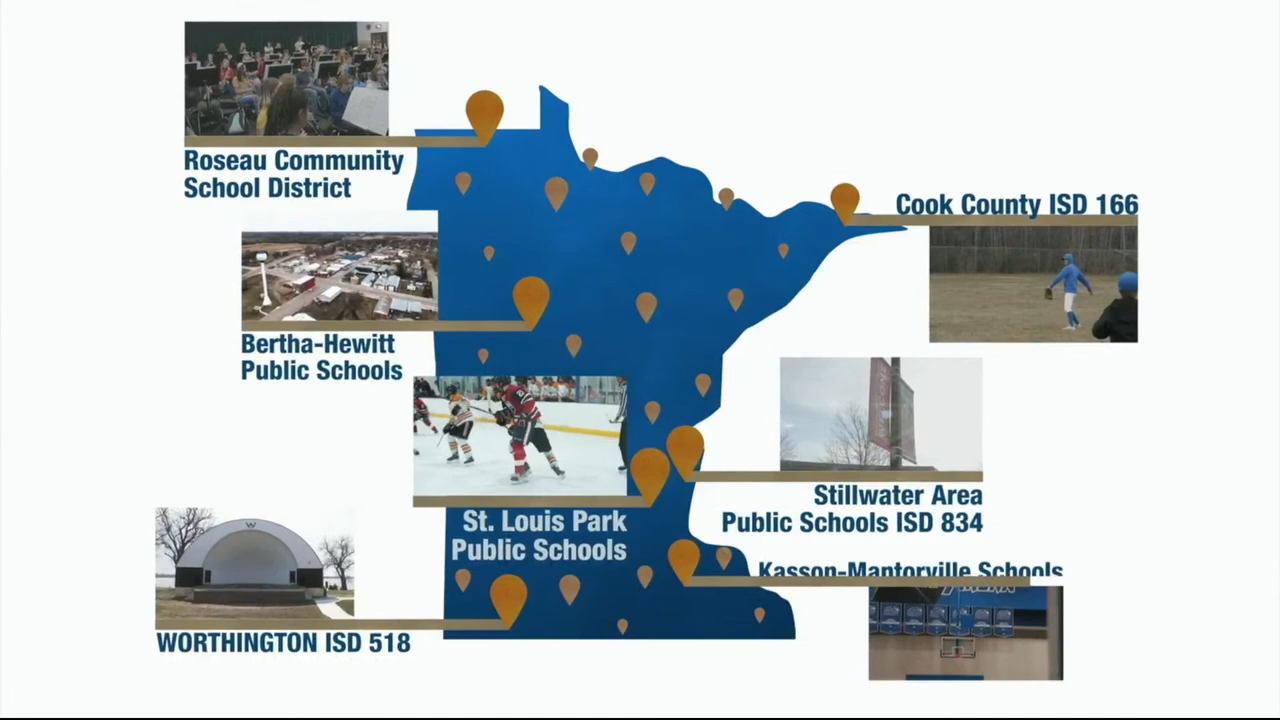 Roseau Community
School District
Cook County ISD 166
Bertha-Hewitt
Public Schools
St. Louis Park
Public Schools
Stillwater Area
Public Schools ISD 834
W
Kasson-Mantorville Schools
WORTHINGTON ISD 518